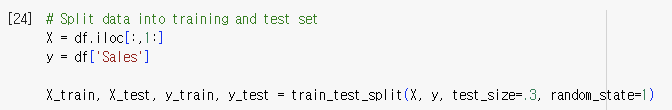 [24] # Split data into training and test set
X = df.iloc[:,1:]
y = df['Sales']
X_train, X_test, y_train, y_test = train_test_split(X, y, test_size=.3, random_state=1)